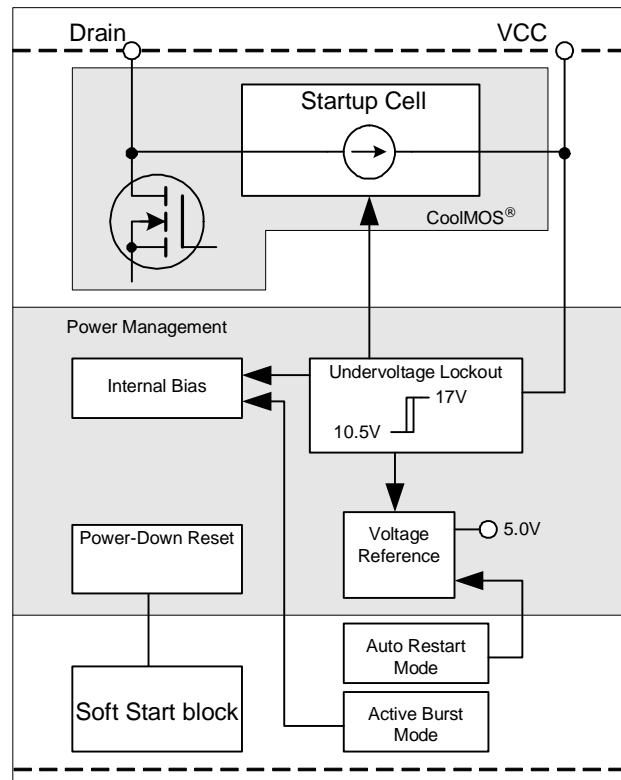 Drain
VCC
Startup Cell
CoolMOS®
Power Management
Internal Bias
Undervoltage Lockout
17V
10.5V
Power-Down Reset
Voltage
Reference
5.0V
Auto Restart
Mode
Soft Start block
Active Burst
Mode